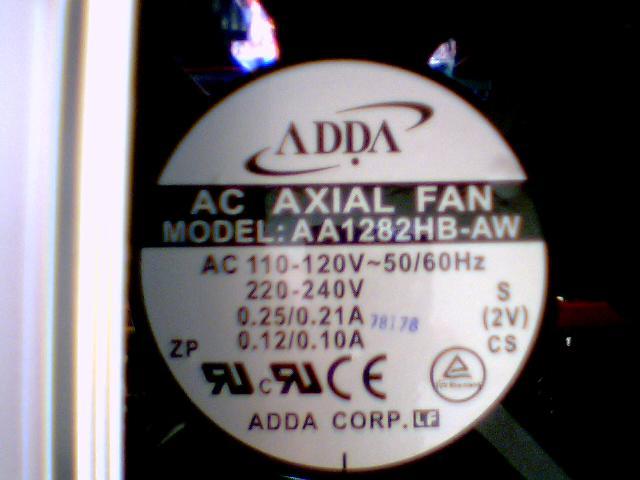 ADDA
AC AXIAL FAN
MODEL: AA1282HB-AW
AC 110-120V~50/60Hz
220-240V
0.25/0.21A 78178
0.12/0.10A
S
(2V)
CS
ZP
CE
ADDA CORP. LF